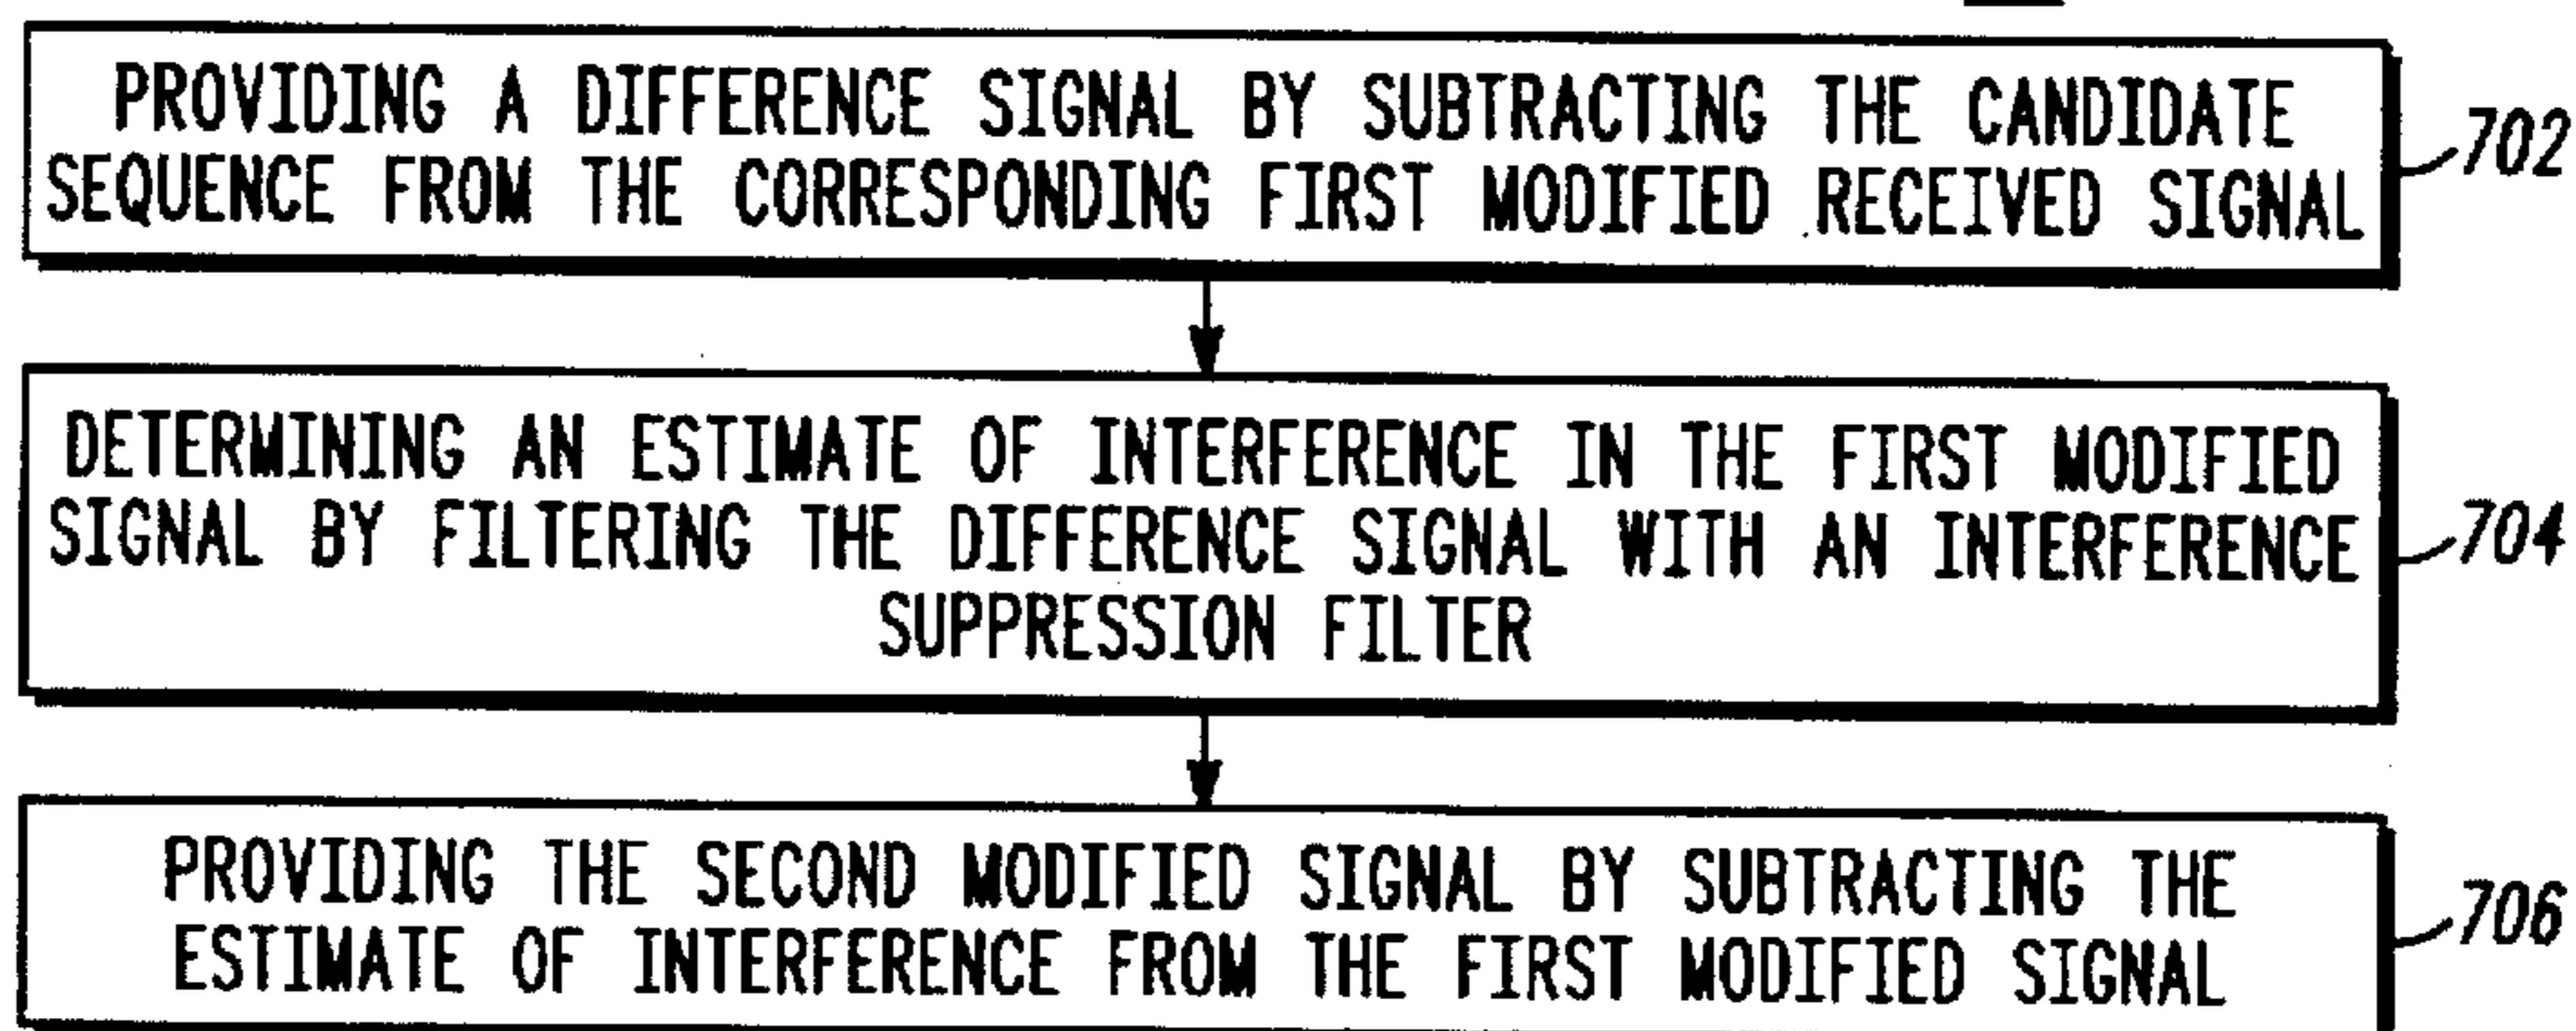 PROVIDING A DIFFERENCE SIGNAL BY SUBTRACTING THE CANDIDATE
SEQUENCE FROM THE CORRESPONDING FIRST MODIFIED RECEIVED SIGNAL
702
DETERMINING AN ESTIMATE OF INTERFERENCE IN THE FIRST MODIFIED
SIGNAL BY FILTERING THE DIFFERENCE SIGNAL WITH AN INTERFERENCE
SUPPRESSION FILTER
704
PROVIDING THE SECOND MODIFIED SIGNAL BY SUBTRACTING THE
ESTIMATE OF INTERFERENCE FROM THE FIRST MODIFIED SIGNAL
706